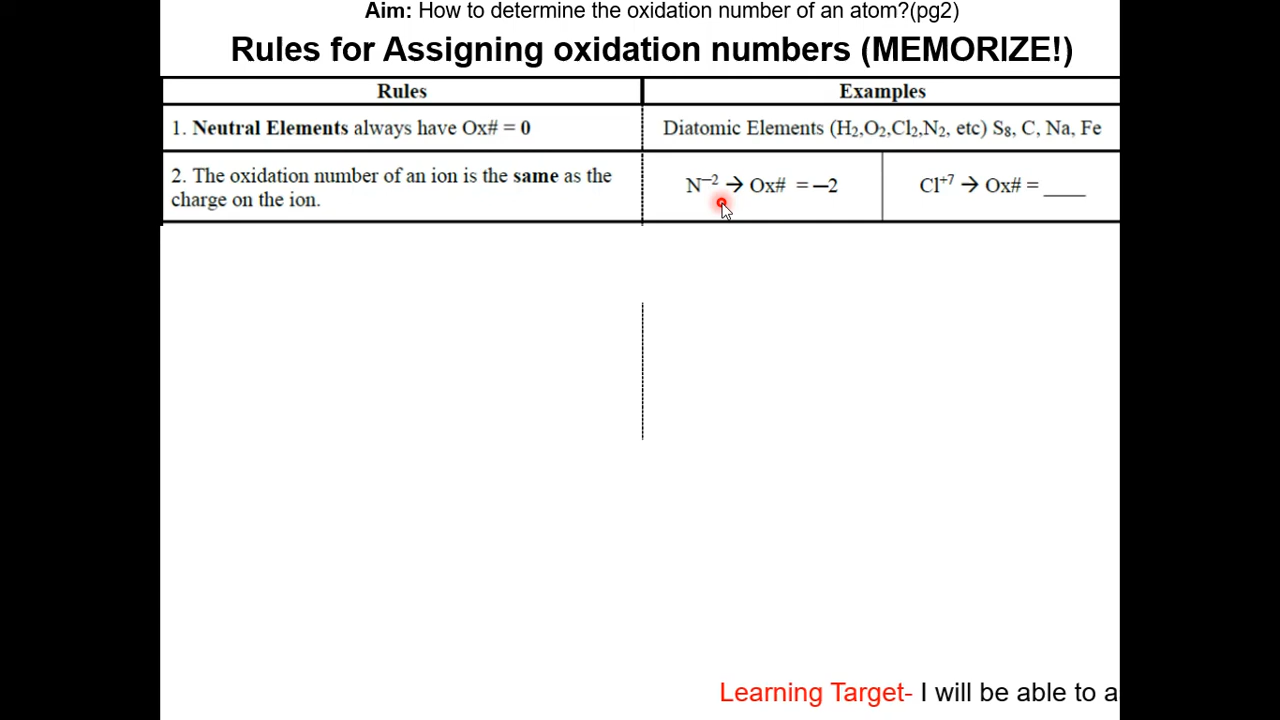 Aim: How to determine the oxidation number of an atom?(pg2)
Rules for Assigning oxidation numbers (MEMORIZE!)
Rules
Examples
1. Neutral Elements always have Ox# = 0
Diatomic Elements (H₂,O₂,Cl₂,N₂, etc) S₈, C, Na, Fe
2. The oxidation number of an ion is the same as the
charge on the ion.
N⁻² → Ox# = –2
Cl⁺⁷ → Ox# = ____
Learning Target- I will be able to a